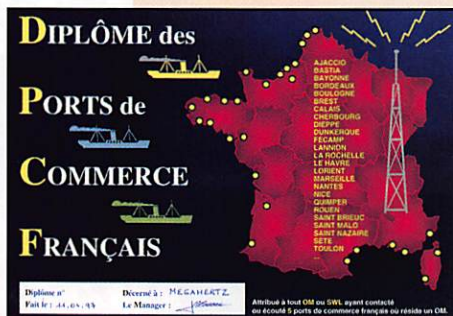 DIPLÔME des
PORTS de
COMMERCE
FRANÇAIS
AJACCIO
BASTIA
BAYONNE
BORDEAUX
BOULOGNE
BREST
CALAIS
CHERBOURG
DIEPPE
DUNKERQUE
FECAMP
LANNION
LA ROCHELLE
LE HAVRE
LORIENT
MARSEILLE
NANTES
NICE
QUIMPER
ROUEN
SAINT BRIEUC
SAINT MALO
SAINT NAZAIRE
SETE
TOULON
...
Diplôme n°
Décerné à : MEGAHERTZ
Fait le :
Le Manager :
Attribué à tout OM ou SWL ayant contacté
ou écouté 5 ports de commerce français où réside un OM.